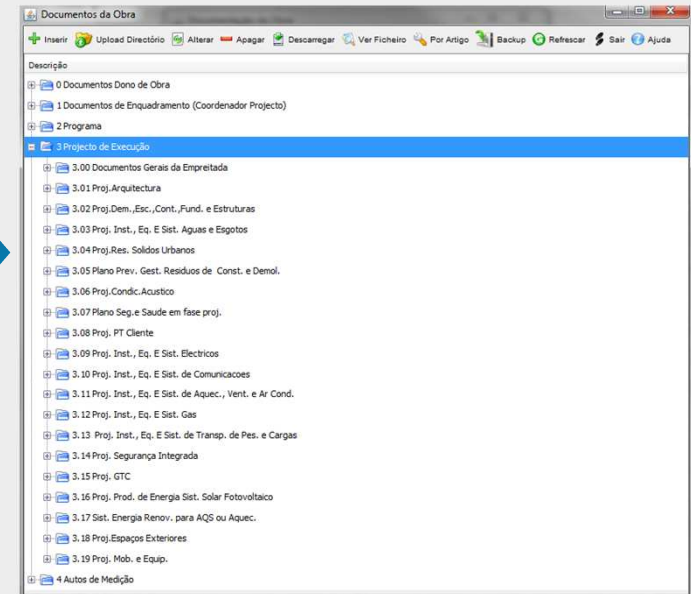 Documentos da Obra
Inserir Upload Directório Alterar Apagar Descarregar Ver Ficheiro Por Artigo Backup Refrescar Sair Ajuda
Descrição
0 Documentos Dono de Obra
1 Documentos de Enquadramento (Coordenador Projecto)
2 Programa
3 Projecto de Execução
3.00 Documentos Gerais da Empreitada
3.01 Proj.Arquitectura
3.02 Proj.Dem.,Esc.,Cont.,Fund. e Estruturas
3.03 Proj. Inst., Eq. E Sist. Aguas e Esgotos
3.04 Proj.Res. Solidos Urbanos
3.05 Plano Prev. Gest. Residuos de Const. e Demol.
3.06 Proj.Condic.Acustico
3.07 Plano Seg.e Saude em fase proj.
3.08 Proj. PT Cliente
3.09 Proj. Inst., Eq. E Sist. Electricos
3.10 Proj. Inst., Eq. E Sist. de Comunicacoes
3.11 Proj. Inst., Eq. E Sist. de Aquec., Vent. e Ar Cond.
3.12 Proj. Inst., Eq. E Sist. Gas
3.13 Proj. Inst., Eq. E Sist. de Transp. de Pes. e Cargas
3.14 Proj. Segurança Integrada
3.15 Proj. GTC
3.16 Proj. Prod. de Energia Sist. Solar Fotovoltaico
3.17 Sist. Energia Renov. para AQS ou Aquec.
3.18 Proj.Espaços Exteriores
3.19 Proj. Mob. e Equip.
4 Autos de Medição